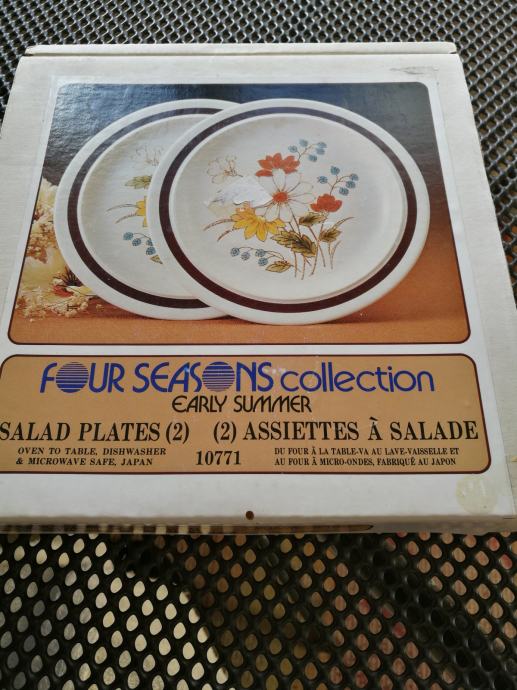 FOUR SEASONS collection
EARLY SUMMER
SALAD PLATES (2) (2) ASSIETTES À SALADE
OVEN TO TABLE, DISHWASHER
& MICROWAVE SAFE, JAPAN
10771
DU FOUR À LA TABLE-VA AU LAVE-VAISSELLE ET
AU FOUR À MICRO-ONDES, FABRIQUÉ AU JAPON